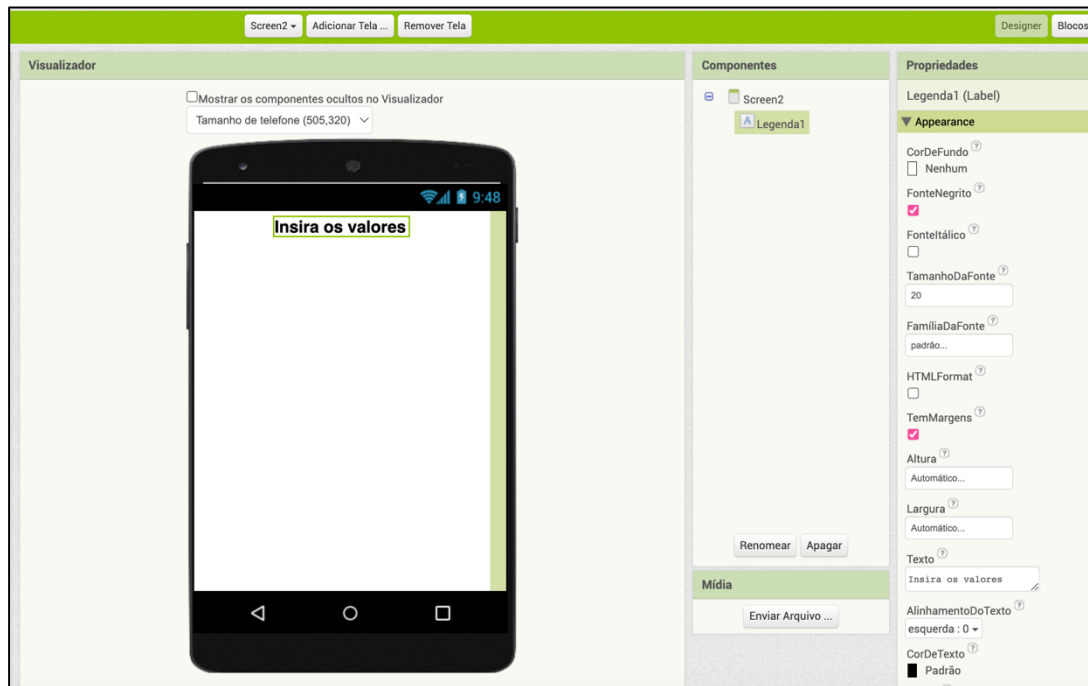 Screen2 Adicionar Tela ... Remover Tela Designer Blocos
Visualizador
Mostrar os componentes ocultos no Visualizador
Tamanho de telefone (505,320)
9:48
Insira os valores
Componentes
Screen2
A Legenda1
Renomear Apagar
Mídia
Enviar Arquivo ...
Propriedades
Legenda1 (Label)
Appearance
CorDeFundo ?
Nenhum
FonteNegrito ?
FonteItálico ?
TamanhoDaFonte ?
20
FamíliaDaFonte ?
padrão...
HTMLFormat ?
TemMargens ?
Altura ?
Automático...
Largura ?
Automático...
Texto ?
Insira os valores
AlinhamentoDoTexto ?
esquerda : 0
CorDeTexto ?
Padrão